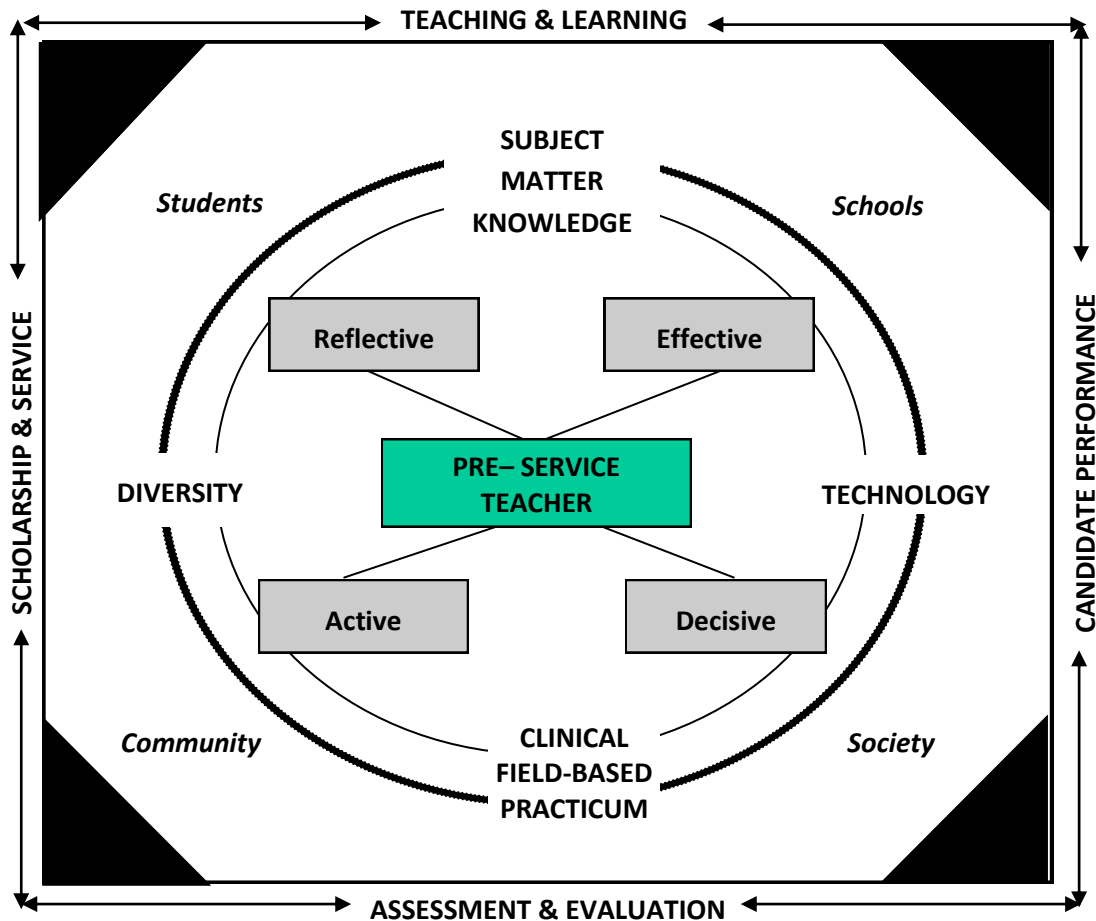 TEACHING & LEARNING
SUBJECT
MATTER
KNOWLEDGE
Students
Schools
Reflective
Effective
SCHOLARSHIP & SERVICE
CANDIDATE PERFORMANCE
PRE– SERVICE
TEACHER
DIVERSITY
TECHNOLOGY
Active
Decisive
Community
Society
CLINICAL
FIELD-BASED
PRACTICUM
ASSESSMENT & EVALUATION